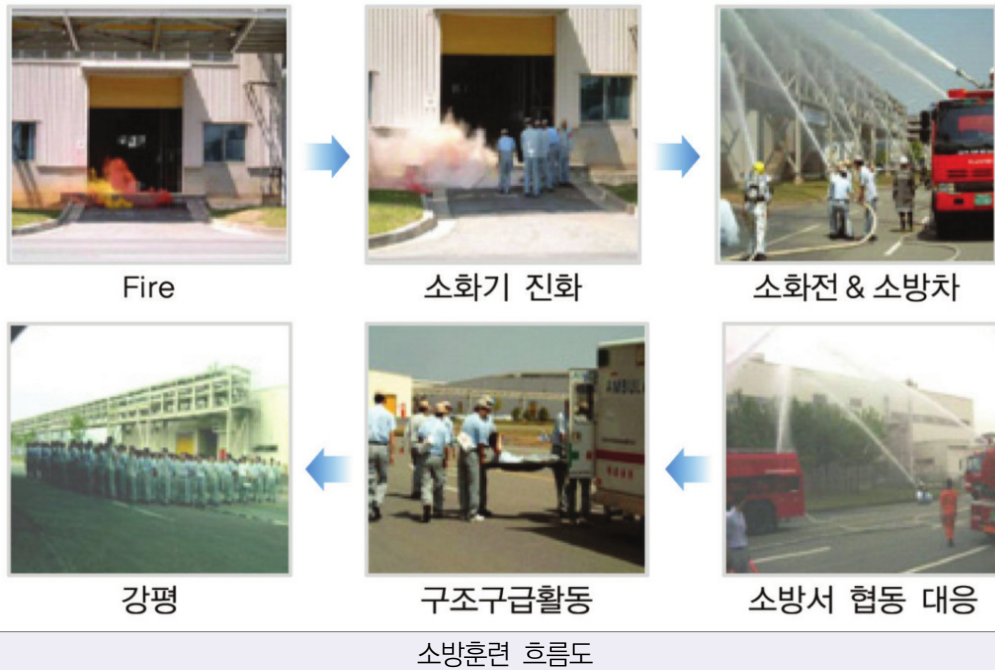 Fire
소화기 진화
소화전 & 소방차
AMBULA
강평
구조구급활동
소방서 협동 대응
소방훈련 흐름도